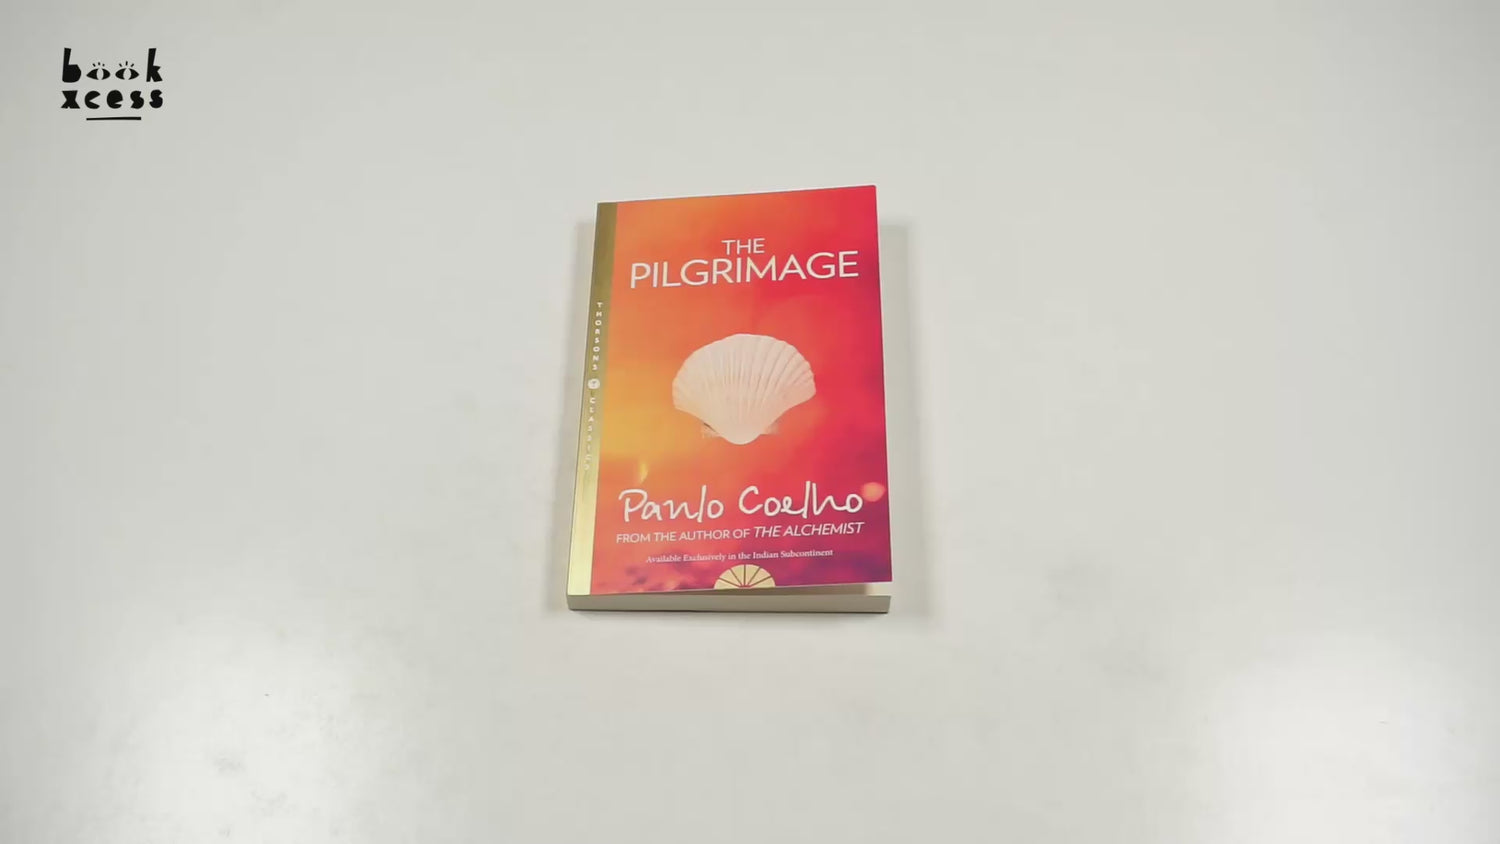 book
xcess
THE
PILGRIMAGE
THORSONS
CLASSICS
Paulo Coelho
FROM THE AUTHOR OF THE ALCHEMIST
Available Exclusively in the Indian Subcontinent